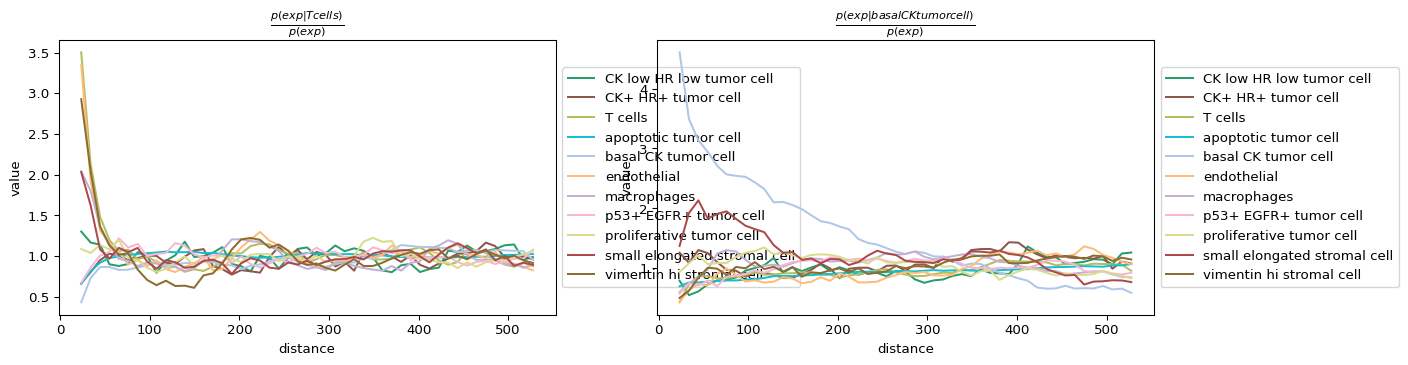 p(exp|Tcells)
p(exp)
3.5
3.0
2.5
2.0
1.5
1.0
0.5
value
0 100 200 300 400 500
distance
CK low HR low tumor cell
CK+ HR+ tumor cell
T cells
apoptotic tumor cell
basal CK tumor cell
endothelial
macrophages
p53+ EGFR+ tumor cell
proliferative tumor cell
small elongated stromal cell
vimentin hi stromal cell
p(exp|basalCKtumorcell)
p(exp)
4
3
2
1
value
0 100 200 300 400 500
distance
CK low HR low tumor cell
CK+ HR+ tumor cell
T cells
apoptotic tumor cell
basal CK tumor cell
endothelial
macrophages
p53+ EGFR+ tumor cell
proliferative tumor cell
small elongated stromal cell
vimentin hi stromal cell